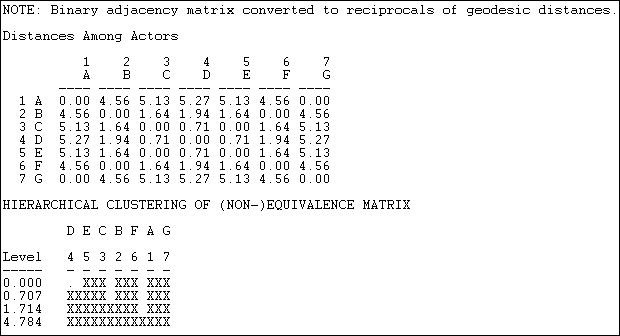 NOTE: Binary adjacency matrix converted to reciprocals of geodesic distances.
Distances Among Actors
1 2 3 4 5 6 7
A B C D E F G
---- ---- ---- ---- ---- ---- ----
1 A 0.00 4.56 5.13 5.27 5.13 4.56 0.00
2 B 4.56 0.00 1.64 1.94 1.64 0.00 4.56
3 C 5.13 1.64 0.00 0.71 0.00 1.64 5.13
4 D 5.27 1.94 0.71 0.00 0.71 1.94 5.27
5 E 5.13 1.64 0.00 0.71 0.00 1.64 5.13
6 F 4.56 0.00 1.64 1.94 1.64 0.00 4.56
7 G 0.00 4.56 5.13 5.27 5.13 4.56 0.00
HIERARCHICAL CLUSTERING OF (NON-)EQUIVALENCE MATRIX
D E C B F A G
Level 4 5 3 2 6 1 7
----- - - - - - - -
0.000 . XXX XXX XXX
0.707 XXXXX XXX XXX
1.714 XXXXXXXXX XXX
4.784 XXXXXXXXXXXXX